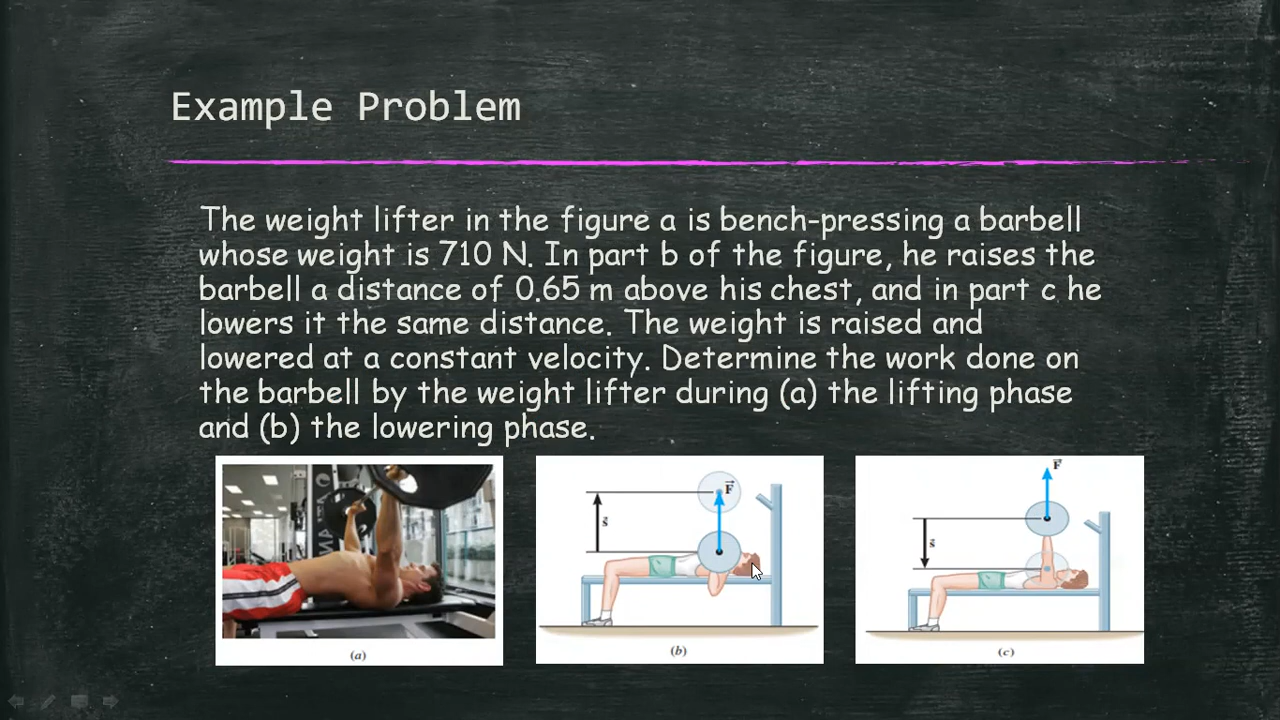 Example Problem
The weight lifter in the figure a is bench-pressing a barbell
whose weight is 710 N. In part b of the figure, he raises the
barbell a distance of 0.65 m above his chest, and in part c he
lowers it the same distance. The weight is raised and
lowered at a constant velocity. Determine the work done on
the barbell by the weight lifter during (a) the lifting phase
and (b) the lowering phase.
F
s
F
s
(a)
(b)
(c)